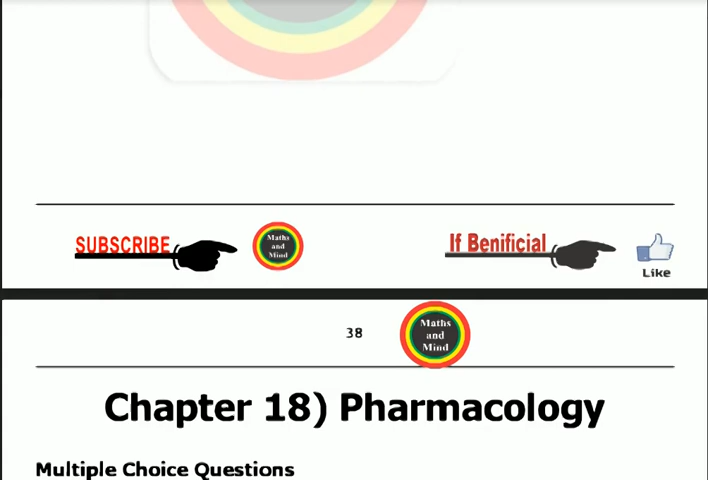 SUBSCRIBE
Maths
and
Mind
If Benificial
Like
38
Maths
and
Mind
Chapter 18) Pharmacology
Multiple Choice Questions